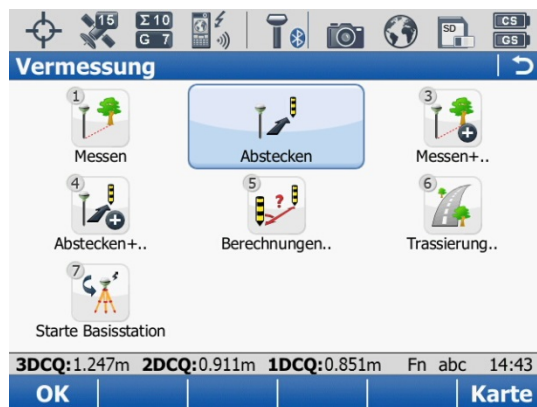 15 Σ 10 SD CS
G 7 GS
Vermessung
1 3
Messen Abstecken Messen+..
4 5 ? 6
Abstecken+.. Berechnungen.. Trassierung..
7
Starte Basisstation
3DCQ:1.247m 2DCQ:0.911m 1DCQ:0.851m Fn abc 14:43
OK Karte